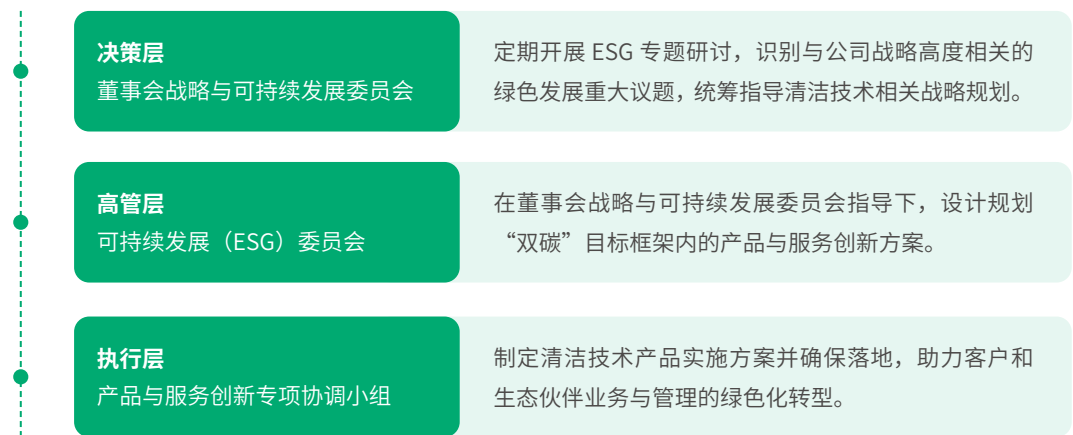 决策层
董事会战略与可持续发展委员会
定期开展 ESG 专题研讨，识别与公司战略高度相关的
绿色发展重大议题，统筹指导清洁技术相关战略规划。
高管层
可持续发展（ESG）委员会
在董事会战略与可持续发展委员会指导下，设计规划
“双碳”目标框架内的产品与服务创新方案。
执行层
产品与服务创新专项协调小组
制定清洁技术产品实施方案并确保落地，助力客户和
生态伙伴业务与管理的绿色化转型。